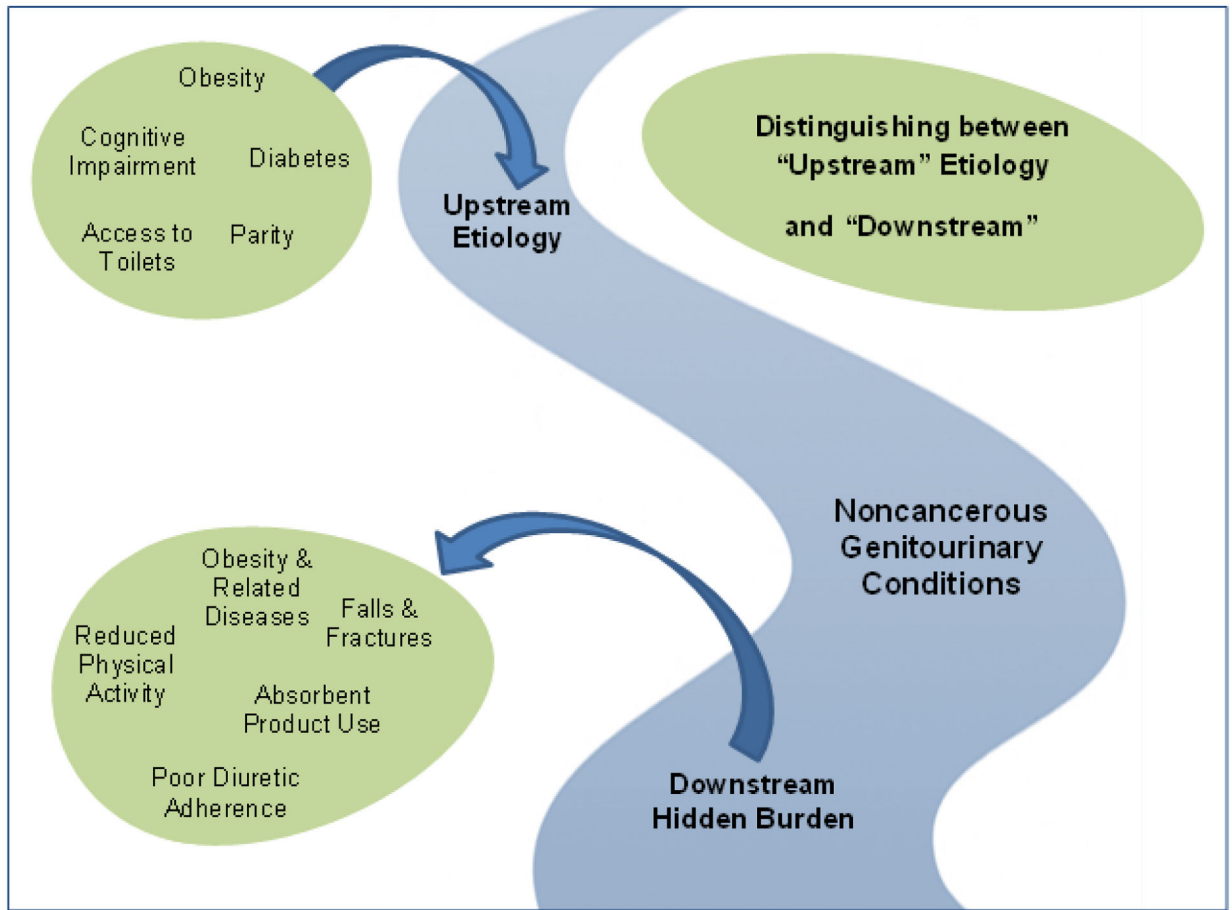 Obesity
Cognitive
Impairment
Diabetes
Access to
Toilets
Parity
Upstream
Etiology
Distinguishing between
“Upstream” Etiology
and “Downstream”
Noncancerous
Genitourinary
Conditions
Obesity &
Related
Diseases
Falls &
Fractures
Reduced
Physical
Activity
Absorbent
Product Use
Poor Diuretic
Adherence
Downstream
Hidden Burden